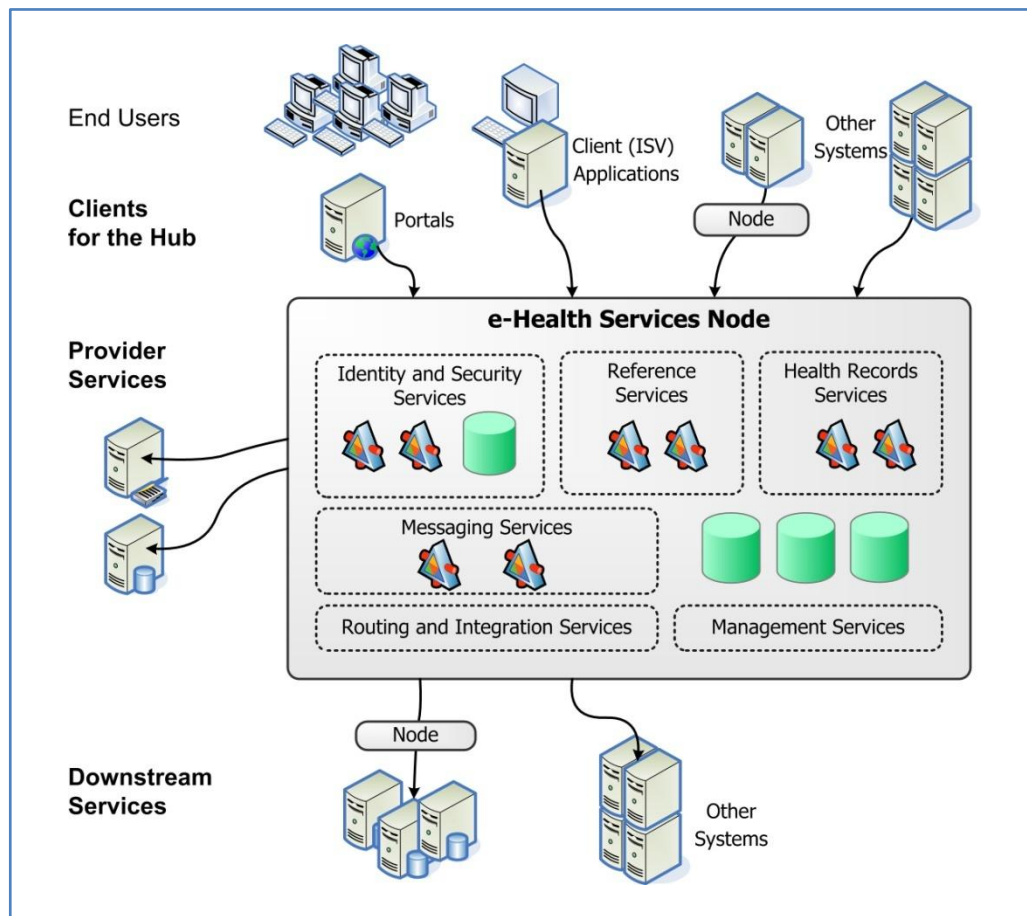 End Users
Client (ISV)
Applications
Other
Systems
Clients
for the Hub
Portals
Node
e-Health Services Node
Provider
Services
Identity and Security
Services
Reference
Services
Health Records
Services
Messaging Services
Routing and Integration Services
Management Services
Node
Downstream
Services
Other
Systems